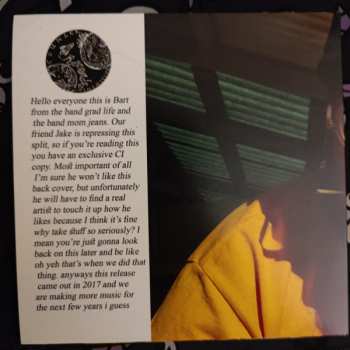 Hello everyone this is Bart
from the band grad life and
the band mom jeans. Our
friend Jake is repressing this
split, so if you're reading this
you have an exclusive CI
copy. Most important of all
I'm sure he won't like this
back cover, but unfortunately
he will have to find a real
artist to touch it up how he
likes because I think it's fine
why take stuff so seriously? I
mean you're just gonna look
back on this later and be like
oh yeh that's when we did that
thing. anyways this release
came out in 2017 and we
are making more music for
the next few years i guess